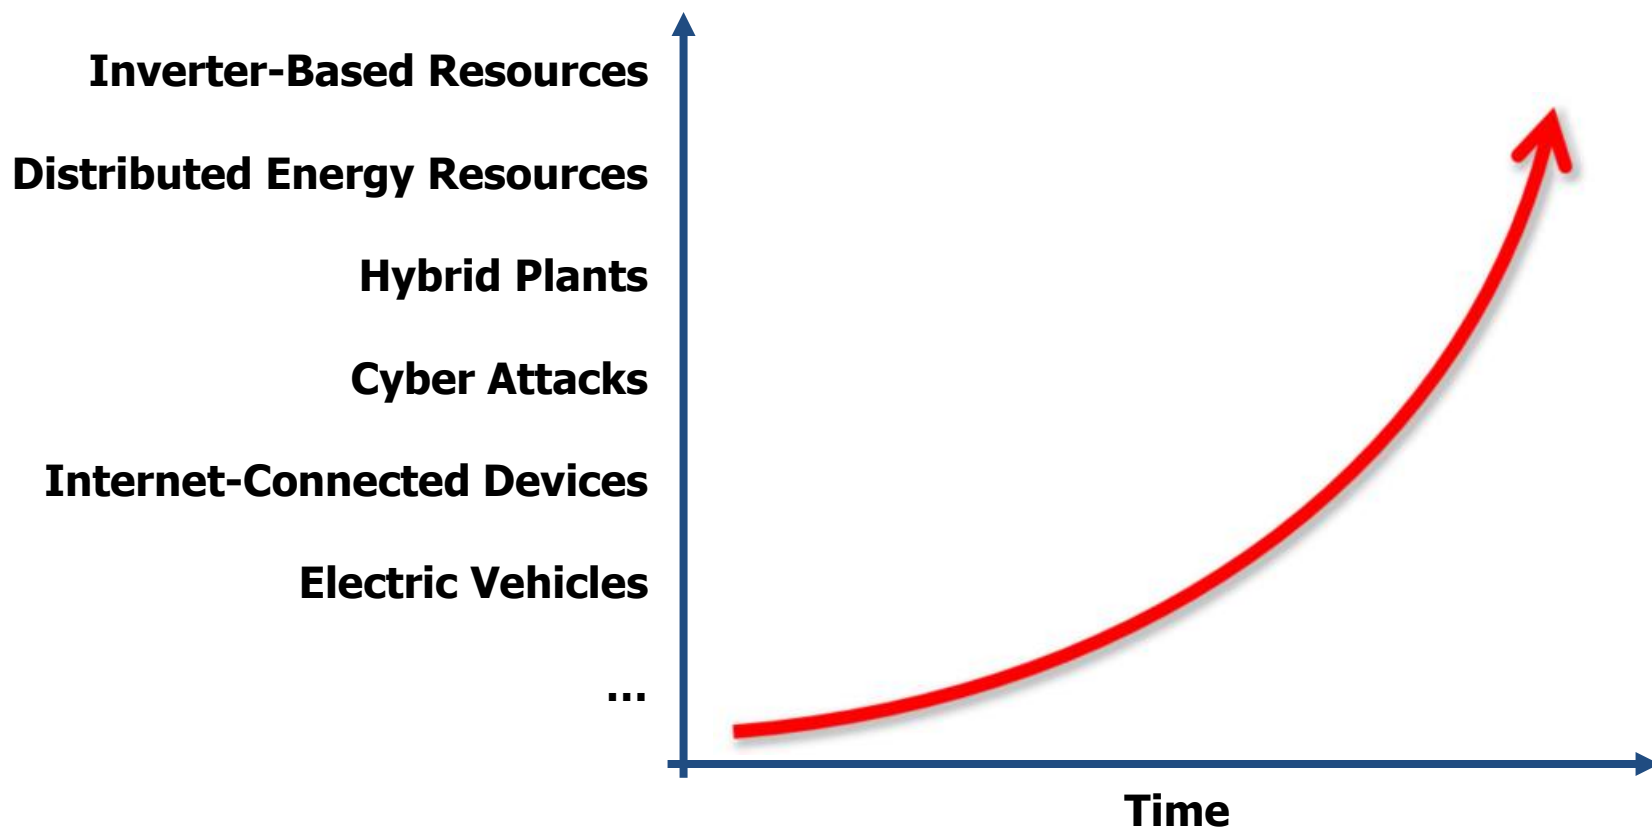 Inverter-Based Resources
Distributed Energy Resources
Hybrid Plants
Cyber Attacks
Internet-Connected Devices
Electric Vehicles
...
Time